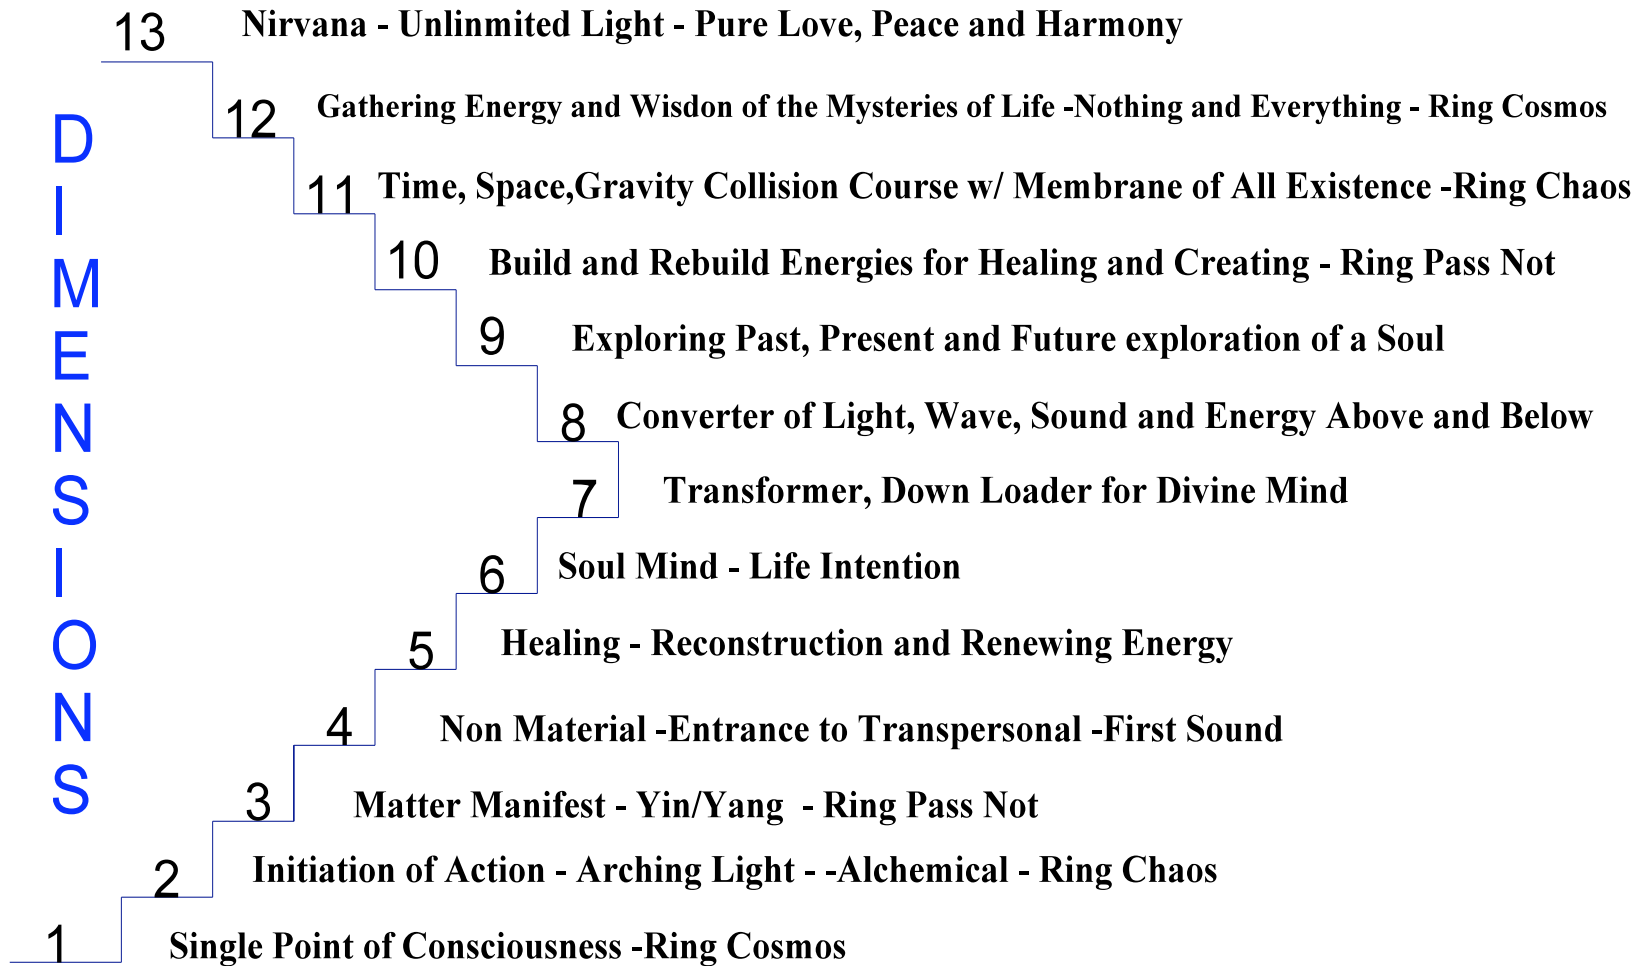 13 Nirvana - Unlinmited Light - Pure Love, Peace and Harmony
12 Gathering Energy and Wisdon of the Mysteries of Life -Nothing and Everything - Ring Cosmos
11 Time, Space,Gravity Collision Course w/ Membrane of All Existence -Ring Chaos
10 Build and Rebuild Energies for Healing and Creating - Ring Pass Not
9 Exploring Past, Present and Future exploration of a Soul
8 Converter of Light, Wave, Sound and Energy Above and Below
7 Transformer, Down Loader for Divine Mind
6 Soul Mind - Life Intention
5 Healing - Reconstruction and Renewing Energy
4 Non Material -Entrance to Transpersonal -First Sound
3 Matter Manifest - Yin/Yang - Ring Pass Not
2 Initiation of Action - Arching Light - -Alchemical - Ring Chaos
1 Single Point of Consciousness -Ring Cosmos
DIMENSIONS